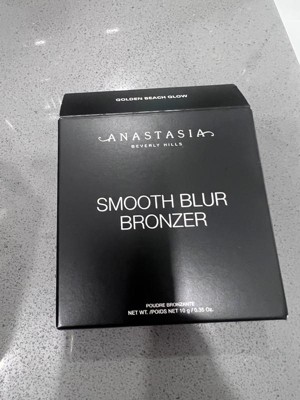 GOLDEN BEACH GLOW
ANASTASIA
BEVERLY HILLS
SMOOTH BLUR
BRONZER
POUDRE BRONZANTE
NET WT. /POIDS NET 10 g / 0.35 Oz.